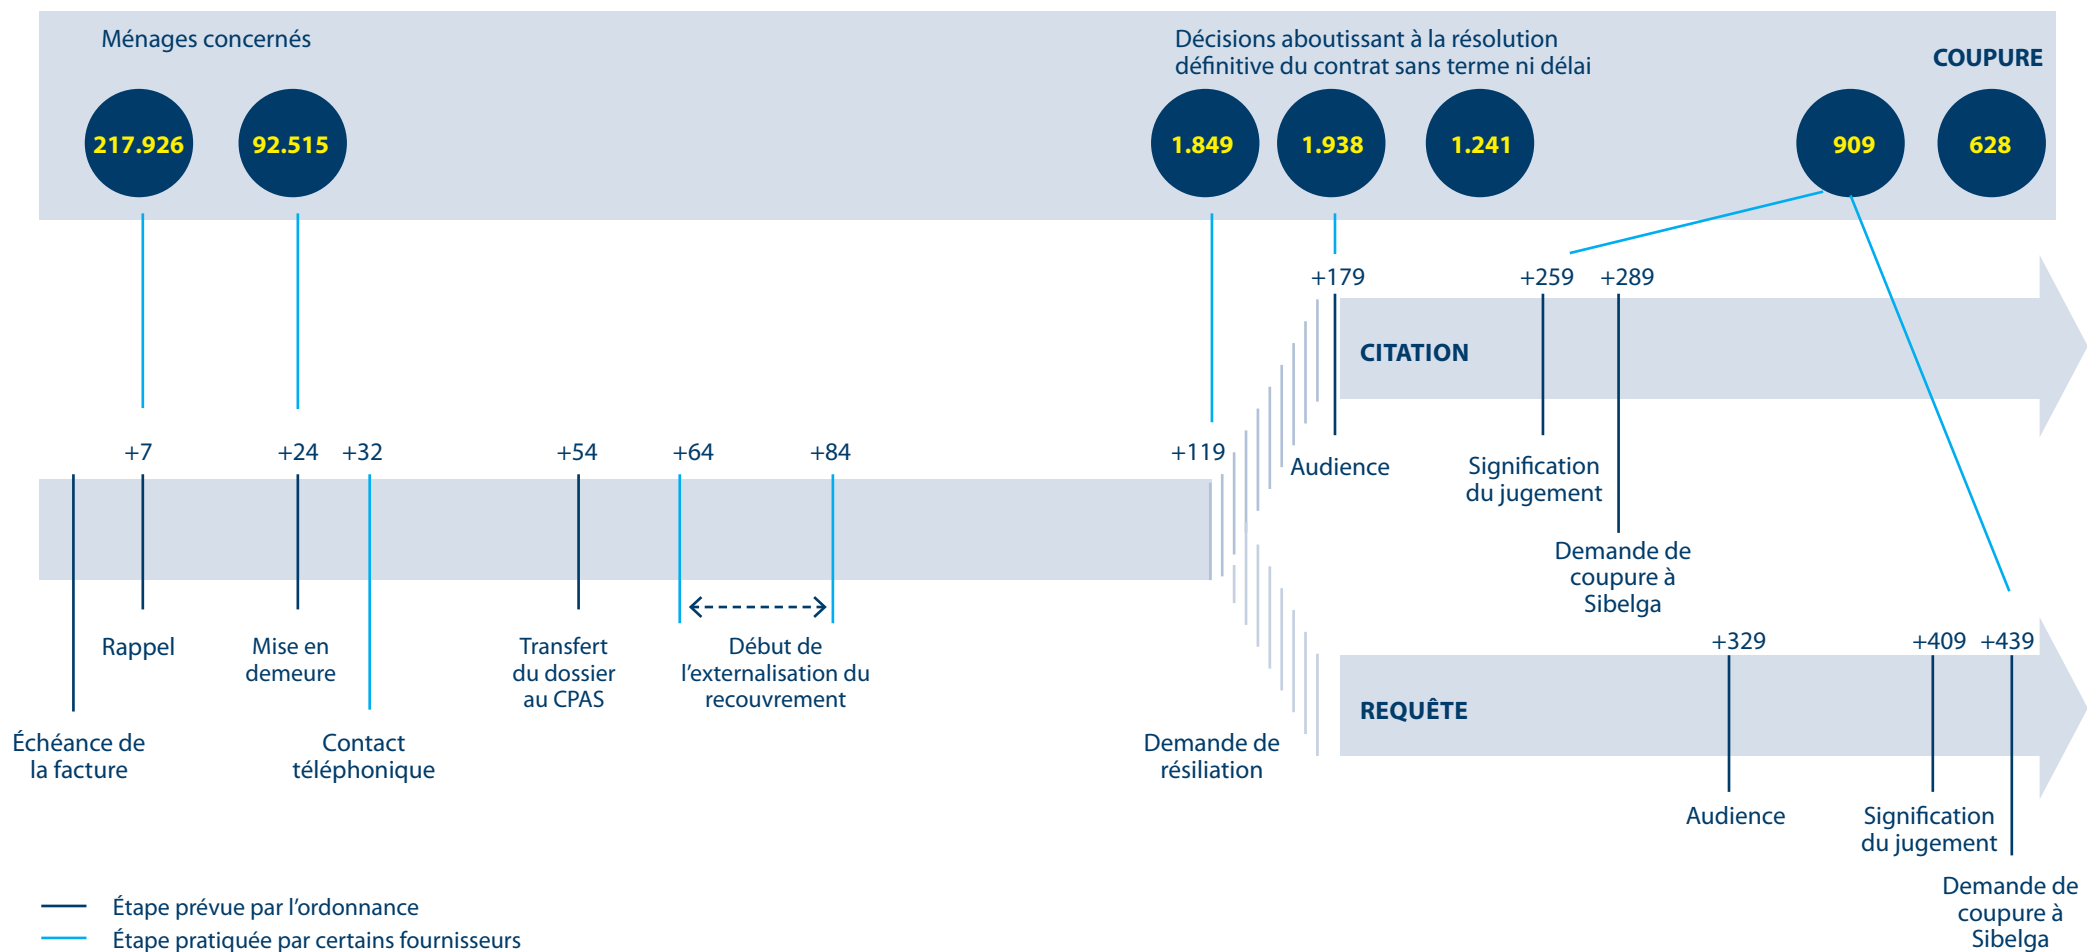 Ménages concernés
Décisions aboutissant à la résolution
définitive du contrat sans terme ni délai
COUPURE
217.926
92.515
1.849
1.938
1.241
909
628
+179
+259
+289
CITATION
Audience
Signification
du jugement
Demande de
coupure à
Sibelga
+7
+24
+32
+54
+64
+84
+119
Rappel
Mise en
demeure
Transfert
du dossier
au CPAS
Début de
l'externalisation du
recouvrement
Échéance de
la facture
Contact
téléphonique
Demande de
résiliation
+329
+409
+439
REQUÊTE
Audience
Signification
du jugement
Demande de
coupure à
Sibelga
Étape prévue par l'ordonnance
Étape pratiquée par certains fournisseurs